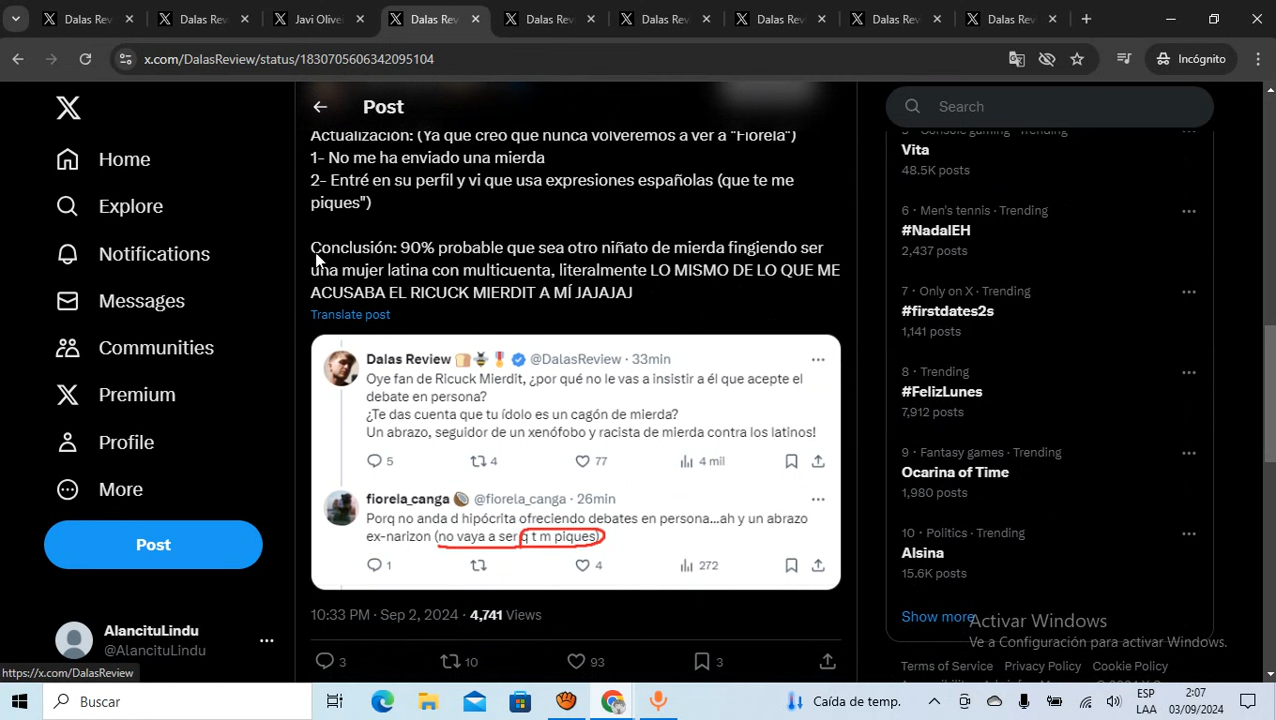 Dalas Rev
Dalas Rev
Javi Olives
Dalas Rev
Dalas Rev
Dalas Rev
Fiorela
Dalas Rev
Dalas Rev
x.com/DalasReview/status/1830705606342095104
Incógnito
Post
Search
Home
Explore
Notifications
Messages
Communities
Premium
Profile
More
Post
AlancituLindu
@AlancituLindu
https://x.com/DalasReview
Actualización: (Ya que creo que nunca volveremos a ver a "Fiorela")
1- No me ha enviado una mierda
2- Entré en su perfil y vi que usa expresiones españolas (que te me
piques")
Conclusión: 90% probable que sea otro niñato de mierda fingiendo ser
una mujer latina con multicuenta, literalmente LO MISMO DE LO QUE ME
ACUSABA EL RICUCK MIERDIT A MÍ JAJAJAJ
Translate post
Dalas Review @DalasReview · 33min
Oye fan de Ricuck Mierdit, ¿por qué no le vas a insistir a él que acepte el
debate en persona?
¿Te das cuenta que tu ídolo es un cagón de mierda?
Un abrazo, seguidor de un xenófobo y racista de mierda contra los latinos!
5 4 77 4 mil
fiorela_canga @fiorela_canga · 26min
Porq no anda d hipócrita ofreciendo debates en persona...ah y un abrazo
ex-narizon (no vaya a ser q t m piques)
1 4 272
10:33 PM · Sep 2, 2024 · 4,741 Views
3 10 93 3
5 · Console gaming · Trending
Vita
48.5K posts
6 · Men's tennis · Trending
#NadalEH
2,437 posts
7 · Only on X · Trending
#firstdates2s
1,141 posts
8 · Trending
#FelizLunes
7,912 posts
9 · Fantasy games · Trending
Ocarina of Time
1,980 posts
10 · Politics · Trending
Alsina
15.6K posts
Show more
Activar Windows
Ve a Configuración para activar Windows.
Terms of Service Privacy Policy Cookie Policy
Buscar
Caída de temp.
ESP
LAA
2:07
03/09/2024